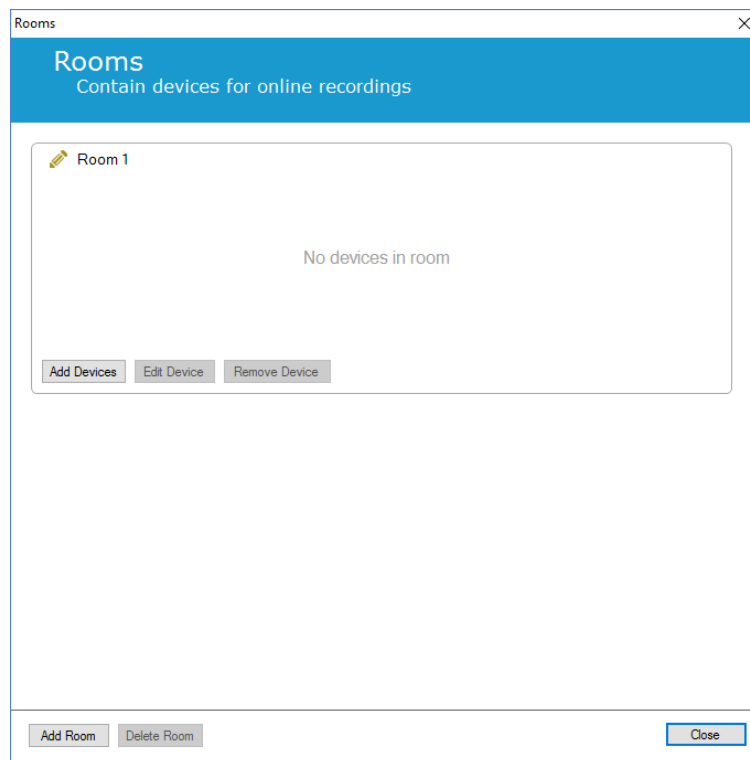 Rooms
Rooms
Contain devices for online recordings
Room 1
No devices in room
Add Devices Edit Device Remove Device
Add Room Delete Room Close